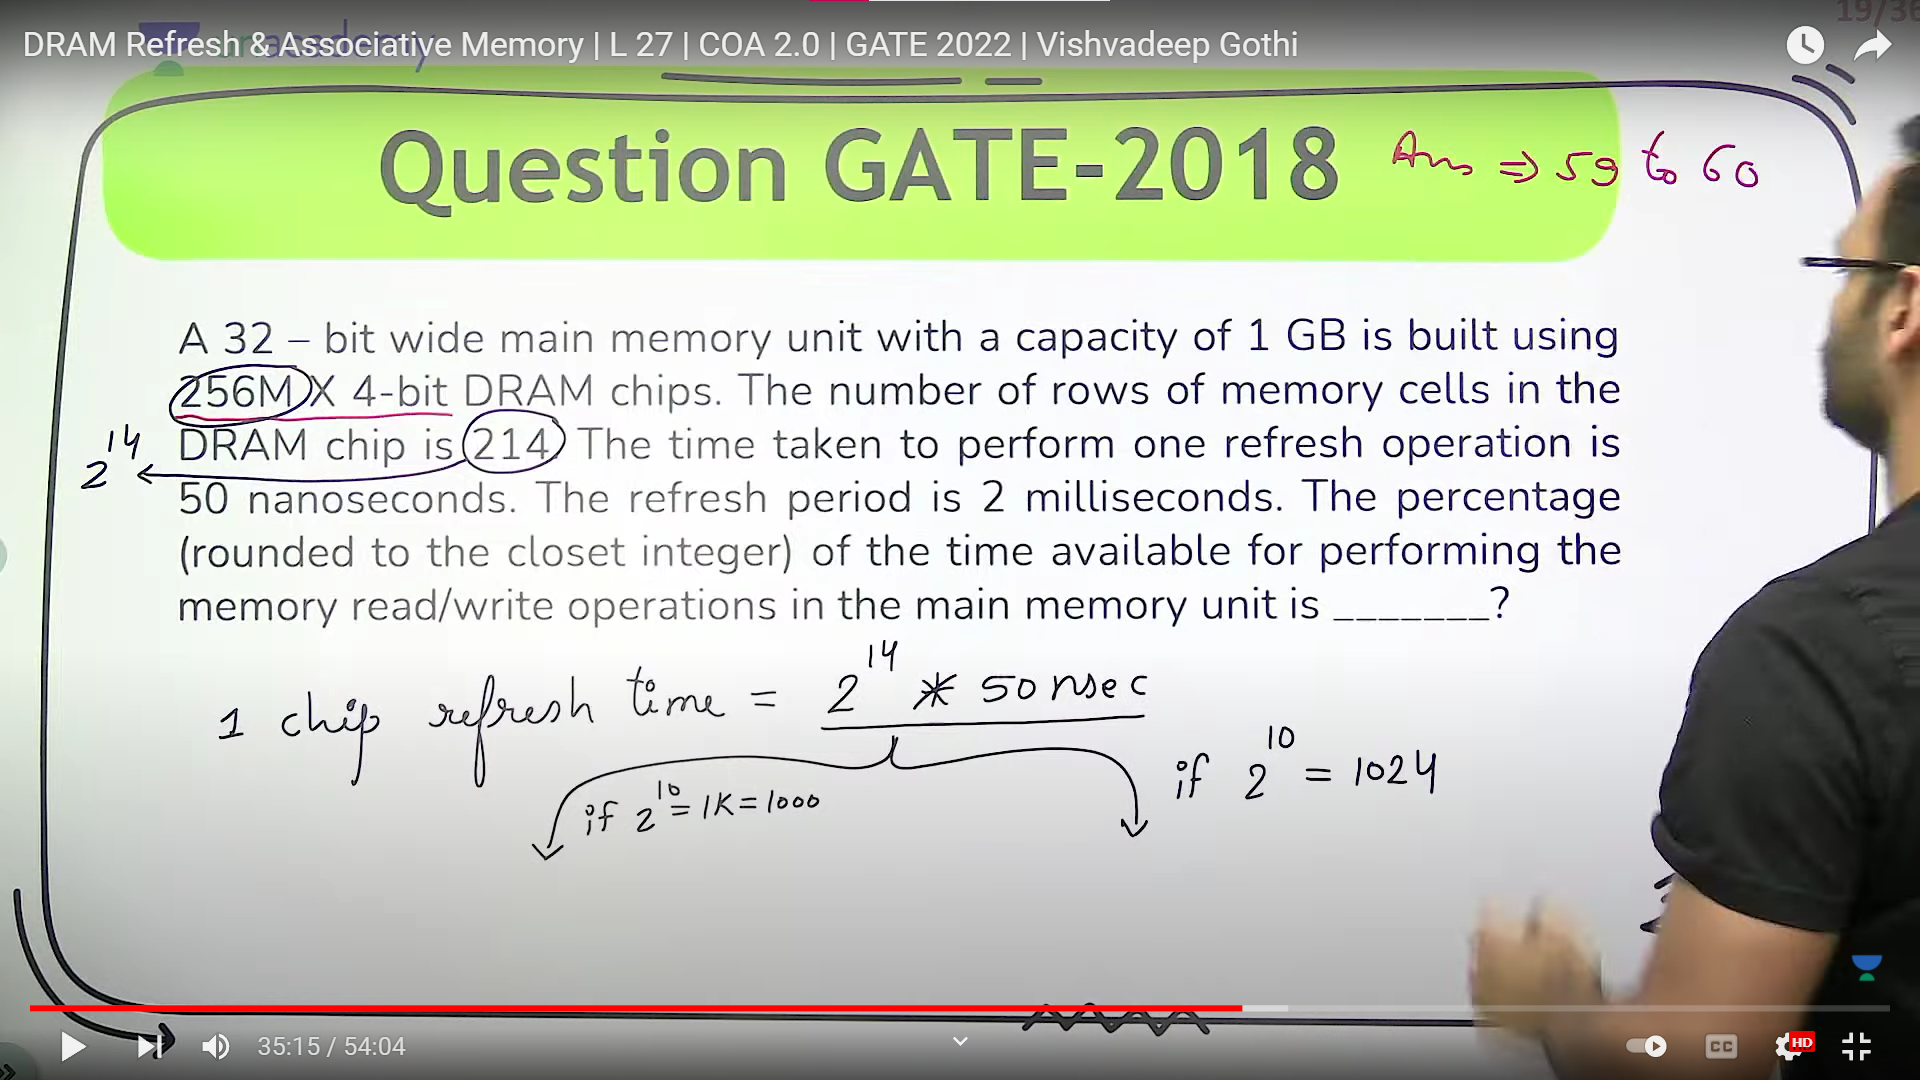 19/36
DRAM Refresh & Associative Memory | L 27 | COA 2.0 | GATE 2022 | Vishvadeep Gothi
Question GATE-2018
Ans ⇒ 59 to 60
A 32 – bit wide main memory unit with a capacity of 1 GB is built using
256M X 4-bit DRAM chips. The number of rows of memory cells in the
DRAM chip is 214. The time taken to perform one refresh operation is
2^14
50 nanoseconds. The refresh period is 2 milliseconds. The percentage
(rounded to the closet integer) of the time available for performing the
memory read/write operations in the main memory unit is _______?
1 chip refresh time = 2^14 * 50 nsec
if 2^10 = 1K = 1000
if 2^10 = 1024
35:15 / 54:04
CC
HD